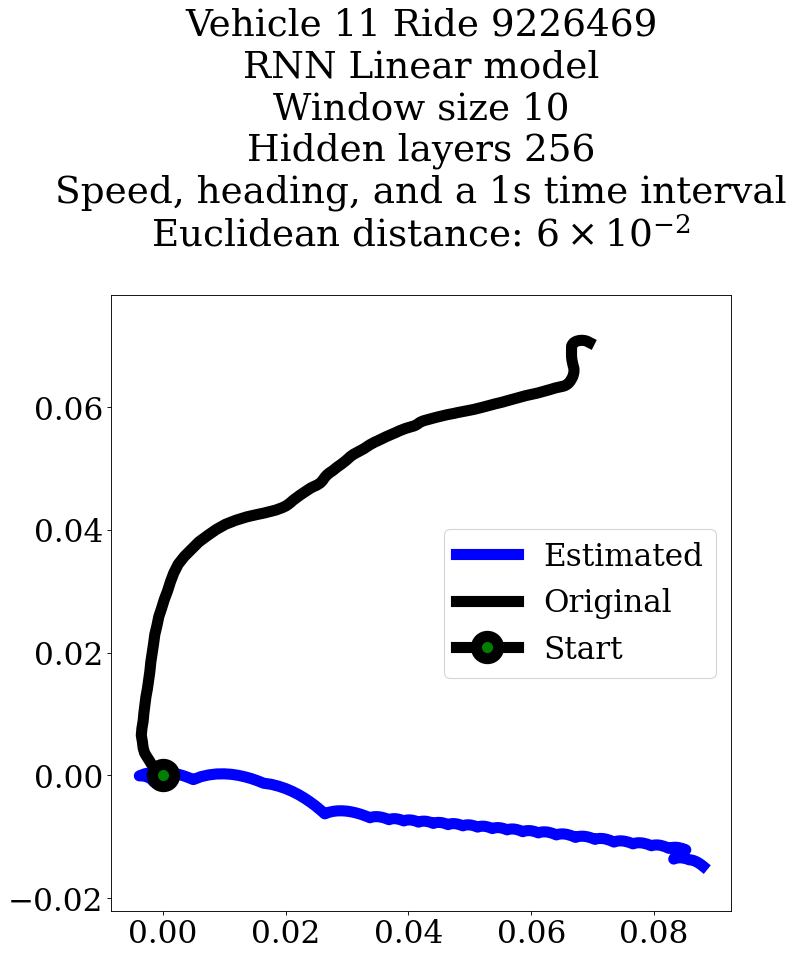 Vehicle 11 Ride 9226469
RNN Linear model
Window size 10
Hidden layers 256
Speed, heading, and a 1s time interval
Euclidean distance: 6 × 10⁻²
0.06
0.04
0.02
0.00
−0.02
Estimated
Original
Start
0.00 0.02 0.04 0.06 0.08